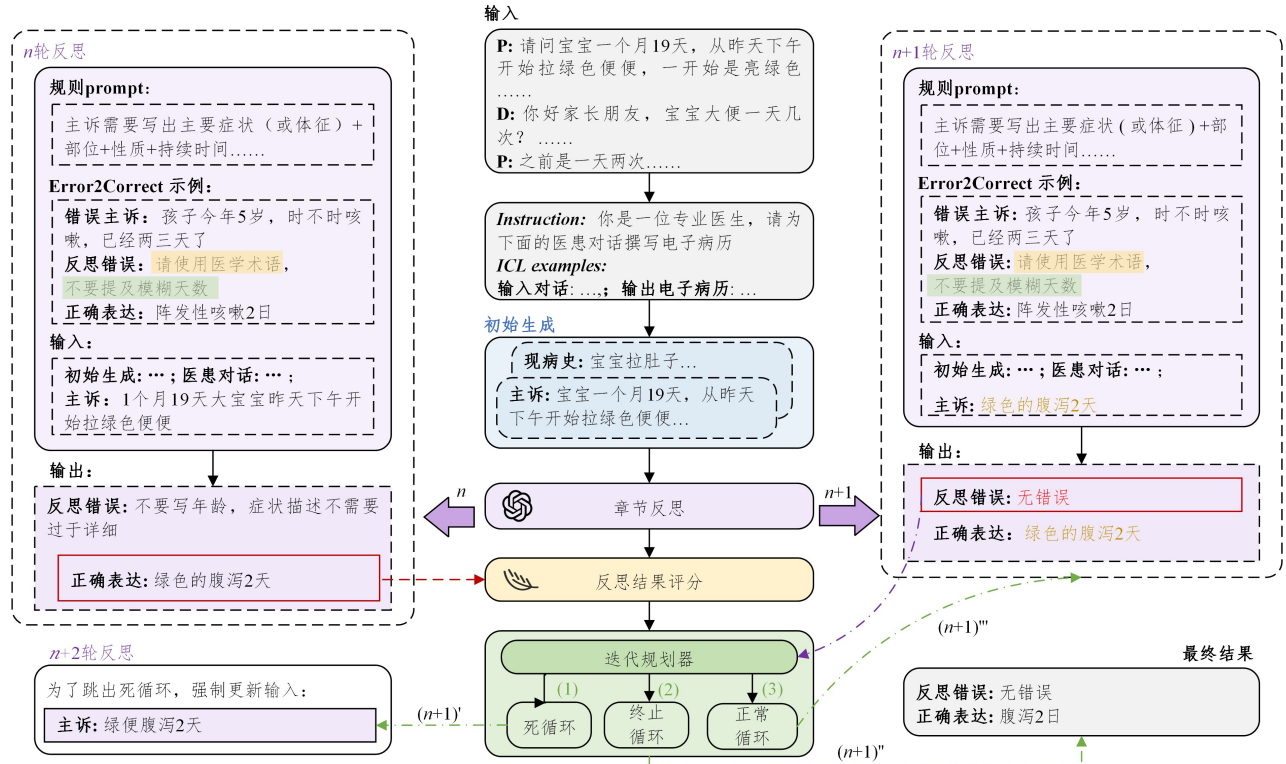 输入
P: 请问宝宝一个月19天，从昨天下午
开始拉绿色便便，一开始是亮绿色
……
D: 你好家长朋友，宝宝大便一天几
次？……
P: 之前是一天两次……
Instruction: 你是一位专业医生，请为
下面的医患对话撰写电子病历
ICL examples:
输入对话: …,；输出电子病历: …
初始生成
现病史: 宝宝拉肚子…
主诉: 宝宝一个月19天，从昨天
下午开始拉绿色便便…
章节反思
反思结果评分
迭代规划器
(1)
(2)
(3)
死循环
终止
循环
正常
循环
n轮反思
规则prompt：
主诉需要写出主要症状（或体征）+
部位+性质+持续时间……
Error2Correct 示例：
错误主诉：孩子今年5岁，时不时咳
嗽，已经两三天了
反思错误：请使用医学术语，
不要提及模糊天数
正确表达：阵发性咳嗽2日
输入：
初始生成: …；医患对话: …；
主诉：1个月19天大宝宝昨天下午开
始拉绿色便便
输出：
反思错误：不要写年龄，症状描述不需要
过于详细
正确表达: 绿色的腹泻2天
n
n+1
n+1轮反思
规则prompt：
主诉需要写出主要症状 ( 或体征 ) +部
位+性质+持续时间……
Error2Correct 示例：
错误主诉：孩子今年5岁，时不时咳
嗽，已经两三天了
反思错误: 请使用医学术语，
不要提及模糊天数
正确表达：阵发性咳嗽2日
输入：
初始生成: …；医患对话: …；
主诉: 绿色的腹泻2天
输出：
反思错误: 无错误
正确表达：绿色的腹泻2天
n+2轮反思
为了跳出死循环，强制更新输入：
主诉: 绿便腹泻2天
(n+1)'
(n+1)'''
(n+1)''
最终结果
反思错误：无错误
正确表达：腹泻2日